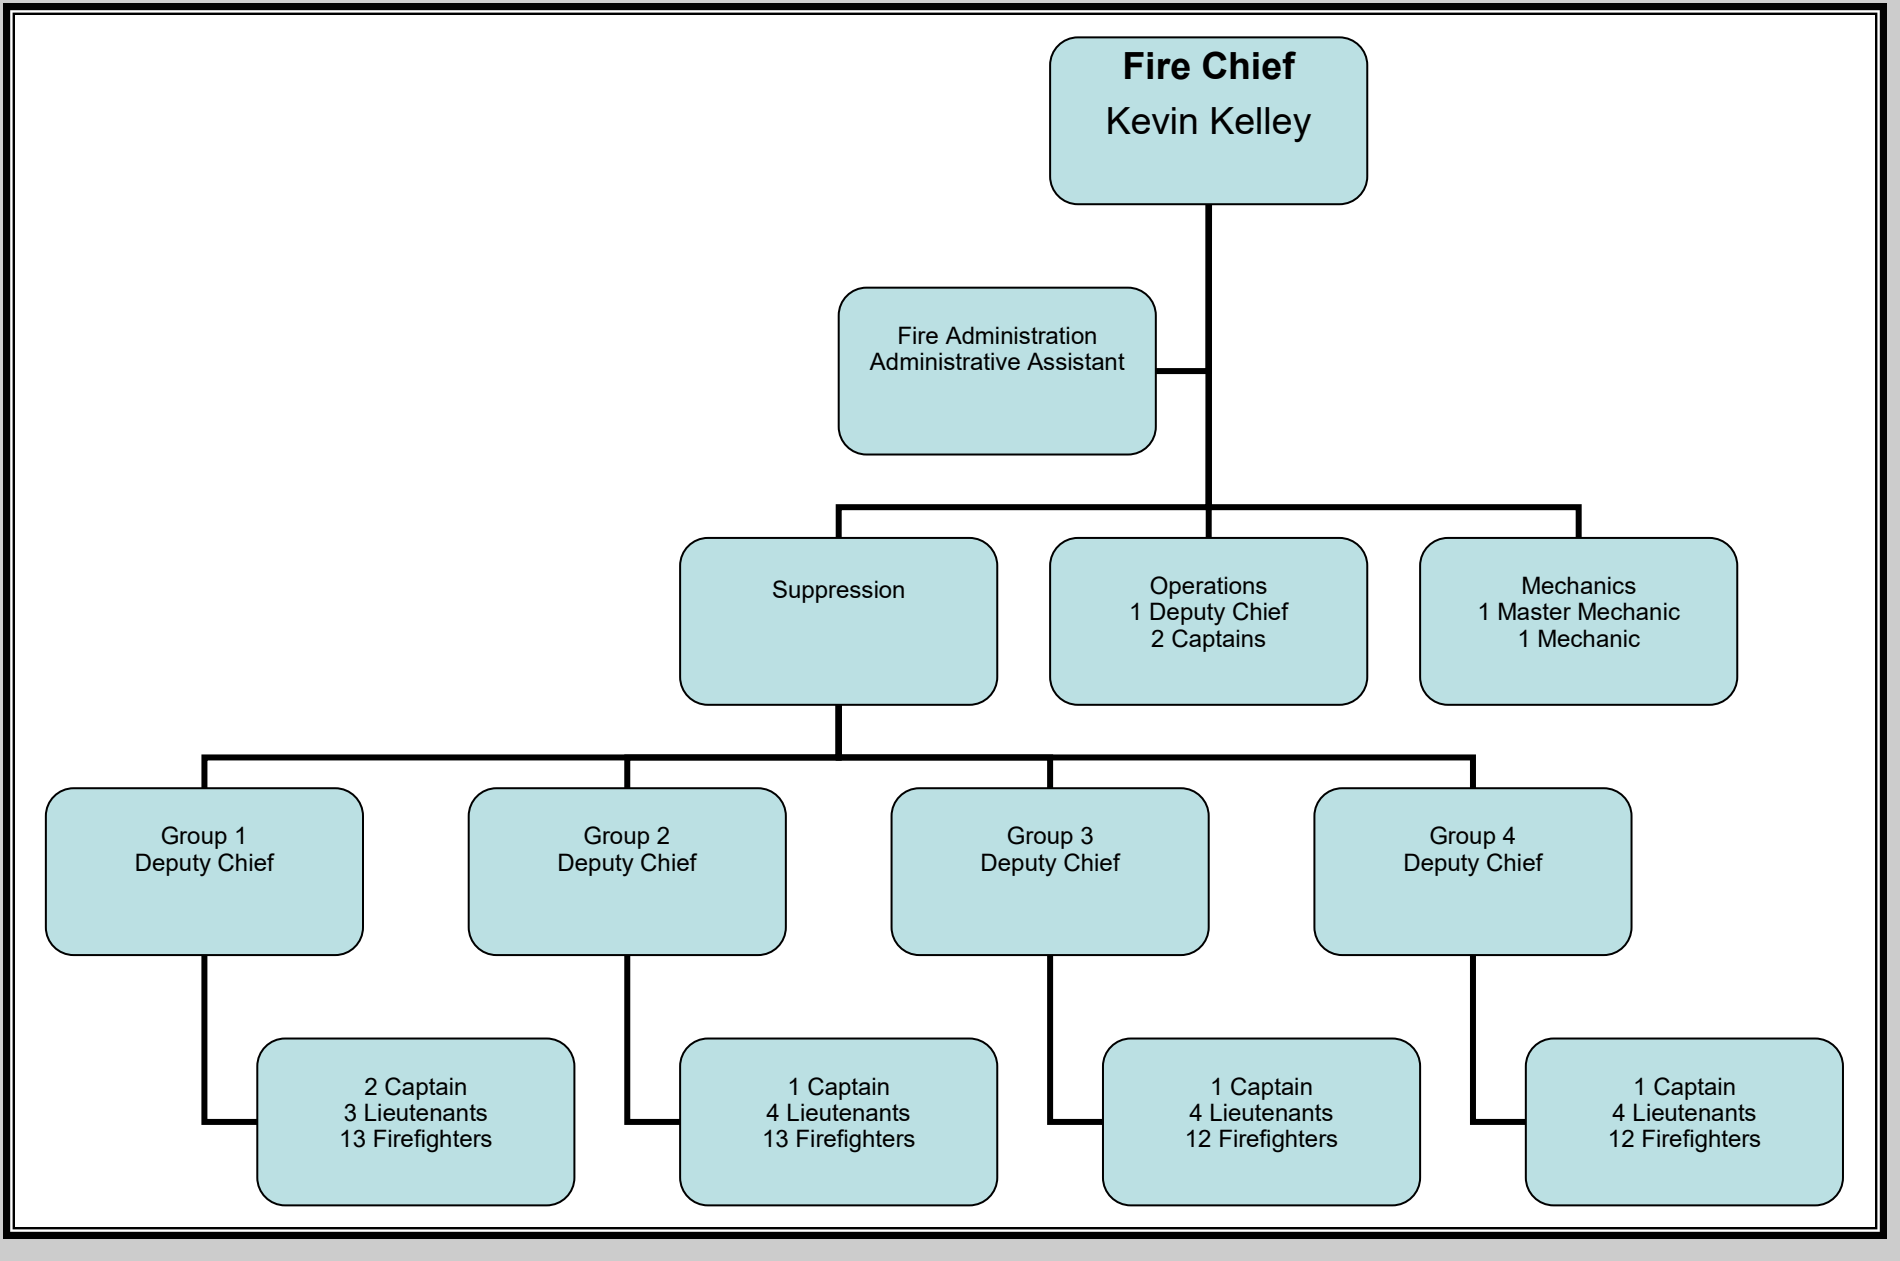 Fire Chief
Kevin Kelley
Fire Administration
Administrative Assistant
Suppression
Operations
1 Deputy Chief
2 Captains
Mechanics
1 Master Mechanic
1 Mechanic
Group 1
Deputy Chief
Group 2
Deputy Chief
Group 3
Deputy Chief
Group 4
Deputy Chief
2 Captain
3 Lieutenants
13 Firefighters
1 Captain
4 Lieutenants
13 Firefighters
1 Captain
4 Lieutenants
12 Firefighters
1 Captain
4 Lieutenants
12 Firefighters